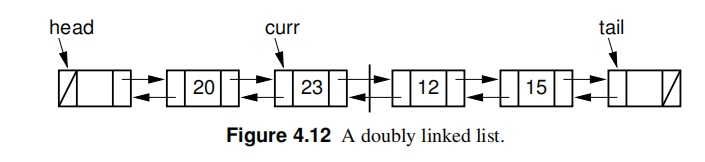 head curr tail
20 23 12 15
Figure 4.12 A doubly linked list.